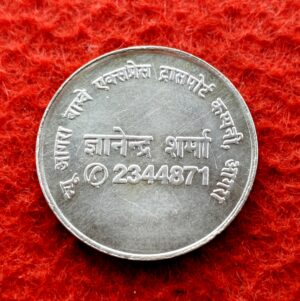 न्यू आगरा बाम्बे एक्सप्रेस ट्रांसपोर्ट कम्पनी, आगरा
ज्ञानेन्द्र शर्मा
✆ 2344871